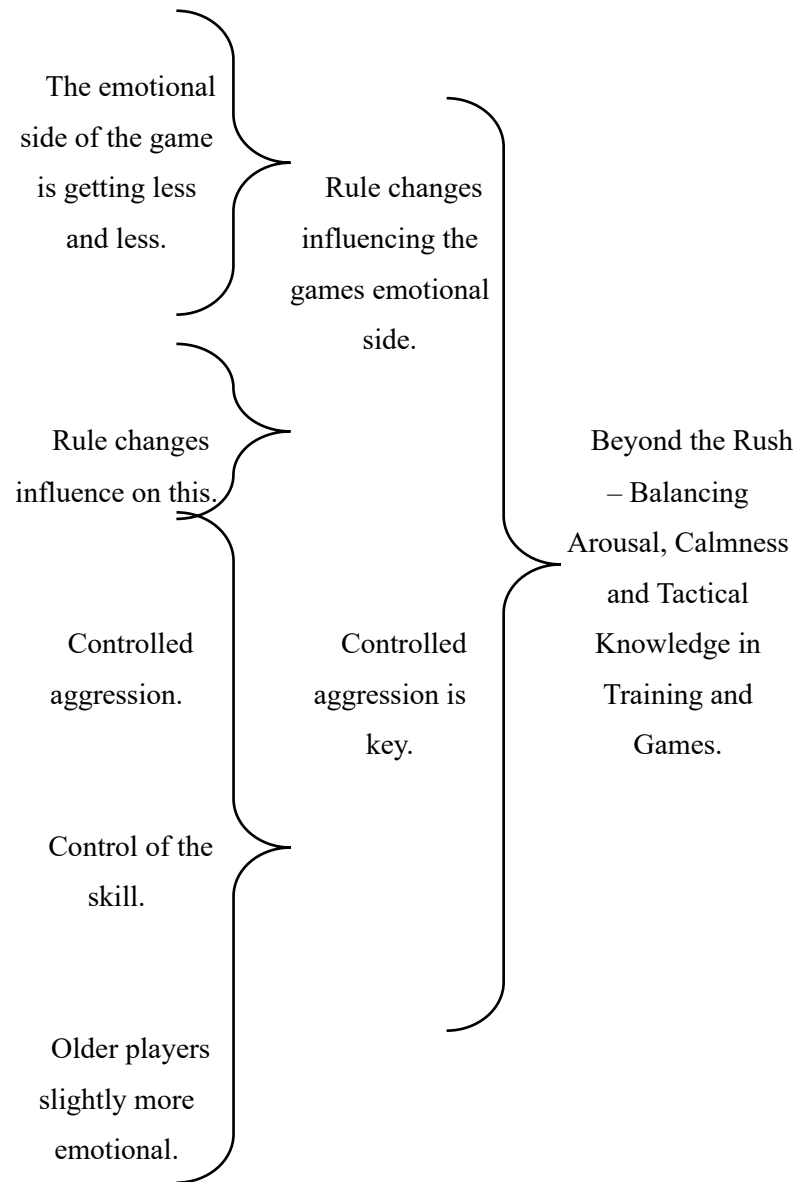 The emotional
side of the game
is getting less
and less.
Rule changes
influence on this.
Controlled
aggression.
Control of the
skill.
Older players
slightly more
emotional.
Rule changes
influencing the
games emotional
side.
Controlled
aggression is
key.
Beyond the Rush
– Balancing
Arousal, Calmness
and Tactical
Knowledge in
Training and
Games.